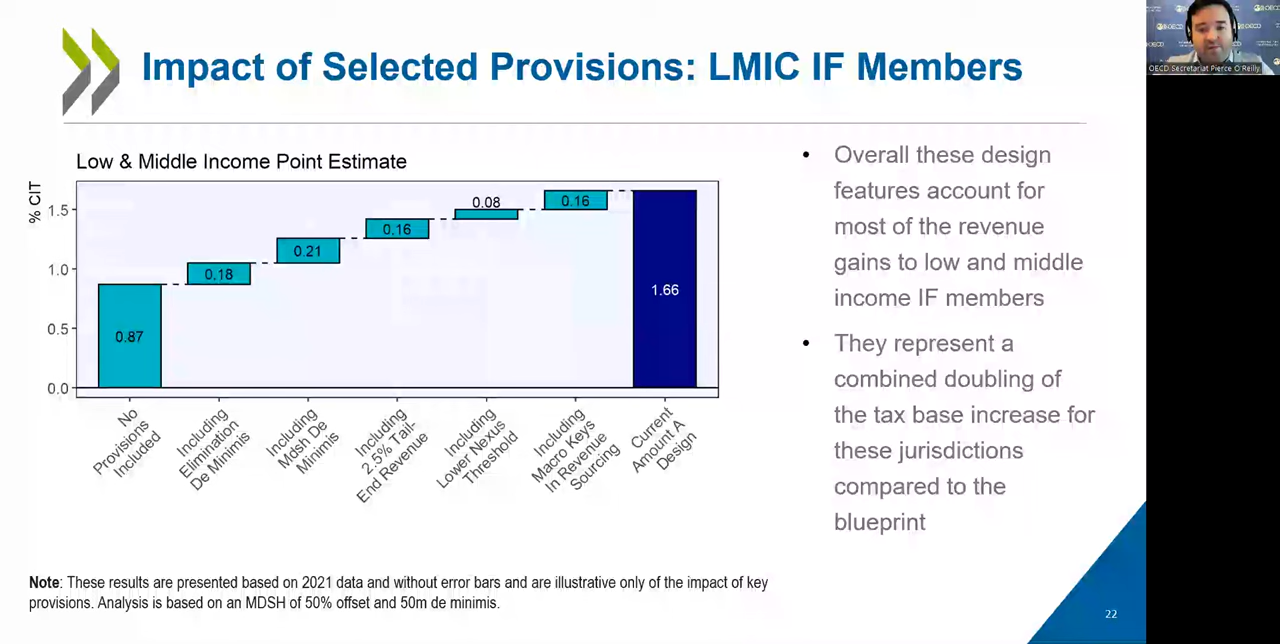 Impact of Selected Provisions: LMIC IF Members
OECD Secretariat Pierce O'Reilly
Low & Middle Income Point Estimate
% CIT
1.5
1.0
0.5
0.0
0.87
0.18
0.21
0.16
0.08
0.16
1.66
No
Provisions
Included
Including
Elimination
De Minimis
Including
Mdsh De
Minimis
Including
2.5% Tail-
End Revenue
Including
Lower Nexus
Threshold
Including
Macro Keys
In Revenue
Sourcing
Current
Amount A
Design
• Overall these design
features account for
most of the revenue
gains to low and middle
income IF members
• They represent a
combined doubling of
the tax base increase for
these jurisdictions
compared to the
blueprint
Note: These results are presented based on 2021 data and without error bars and are illustrative only of the impact of key
provisions. Analysis is based on an MDSH of 50% offset and 50m de minimis.
22